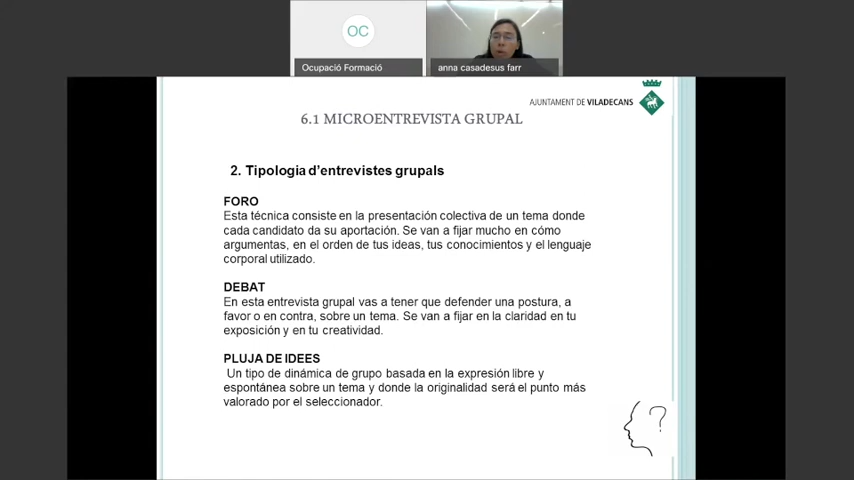 OC
Ocupació Formació
anna casadesus farr
AJUNTAMENT DE VILADECANS
6.1 MICROENTREVISTA GRUPAL
2. Tipologia d'entrevistes grupals
FORO
Esta técnica consiste en la presentación colectiva de un tema donde
cada candidato da su aportación. Se van a fijar mucho en cómo
argumentas, en el orden de tus ideas, tus conocimientos y el lenguaje
corporal utilizado.
DEBAT
En esta entrevista grupal vas a tener que defender una postura, a
favor o en contra, sobre un tema. Se van a fijar en la claridad en tu
exposición y en tu creatividad.
PLUJA DE IDEES
Un tipo de dinámica de grupo basada en la expresión libre y
espontánea sobre un tema y donde la originalidad será el punto más
valorado por el seleccionador.
?